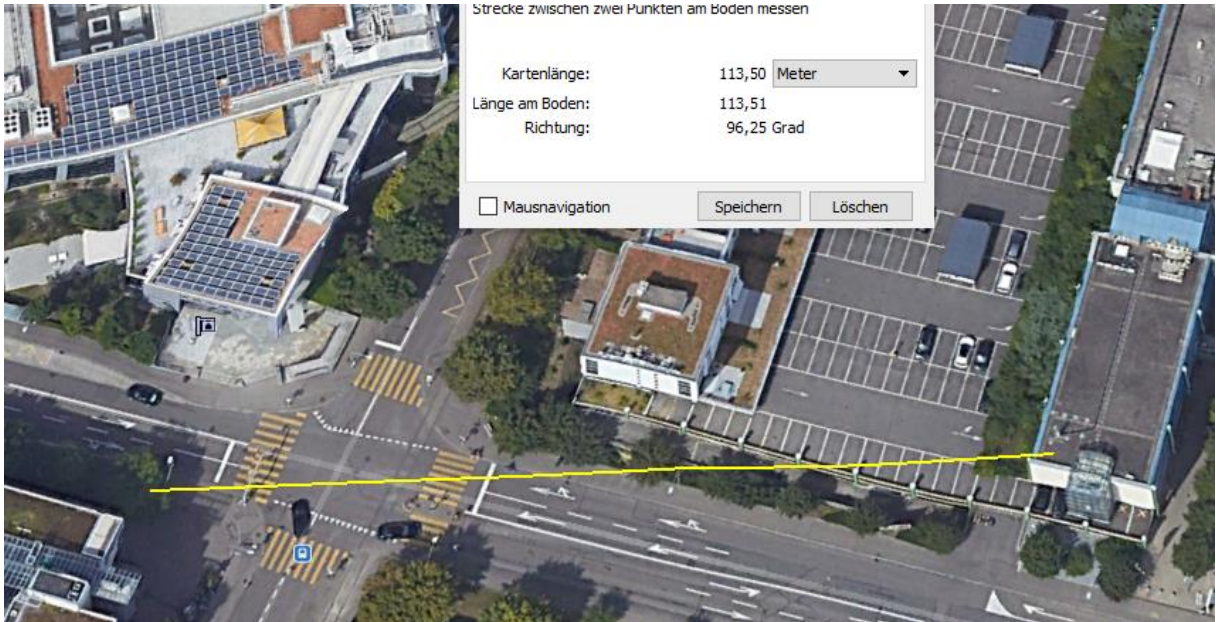 Strecke zwischen zwei Punkten am Boden messen
Kartenlänge: 113,50 Meter
Länge am Boden: 113,51
Richtung: 96,25 Grad
Mausnavigation Speichern Löschen